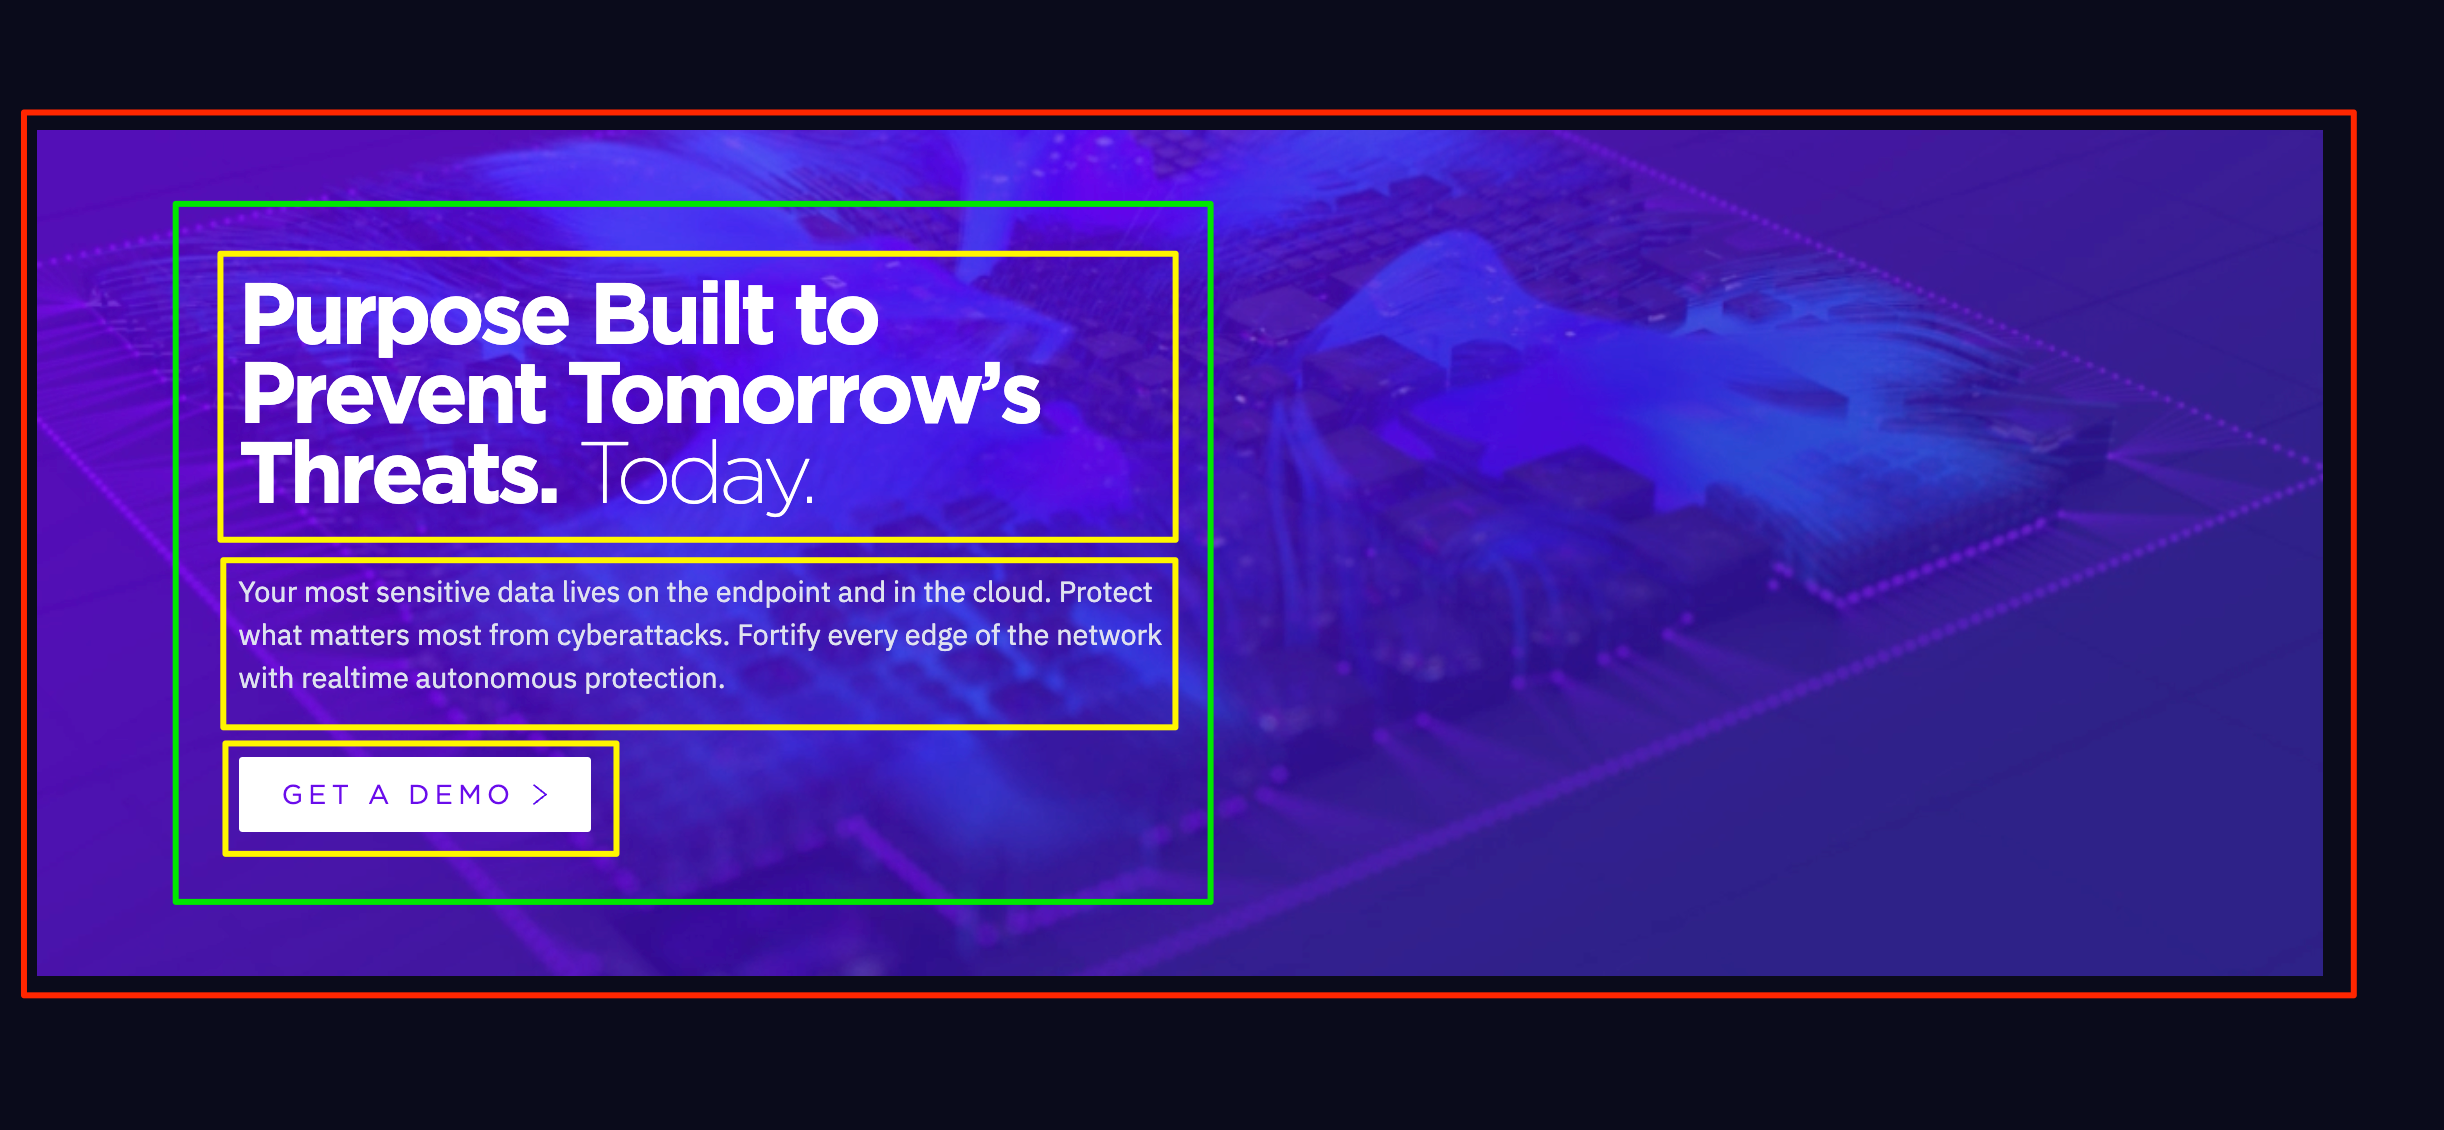 Purpose Built to
Prevent Tomorrow’s
Threats. Today.
Your most sensitive data lives on the endpoint and in the cloud. Protect
what matters most from cyberattacks. Fortify every edge of the network
with realtime autonomous protection.
GET A DEMO >